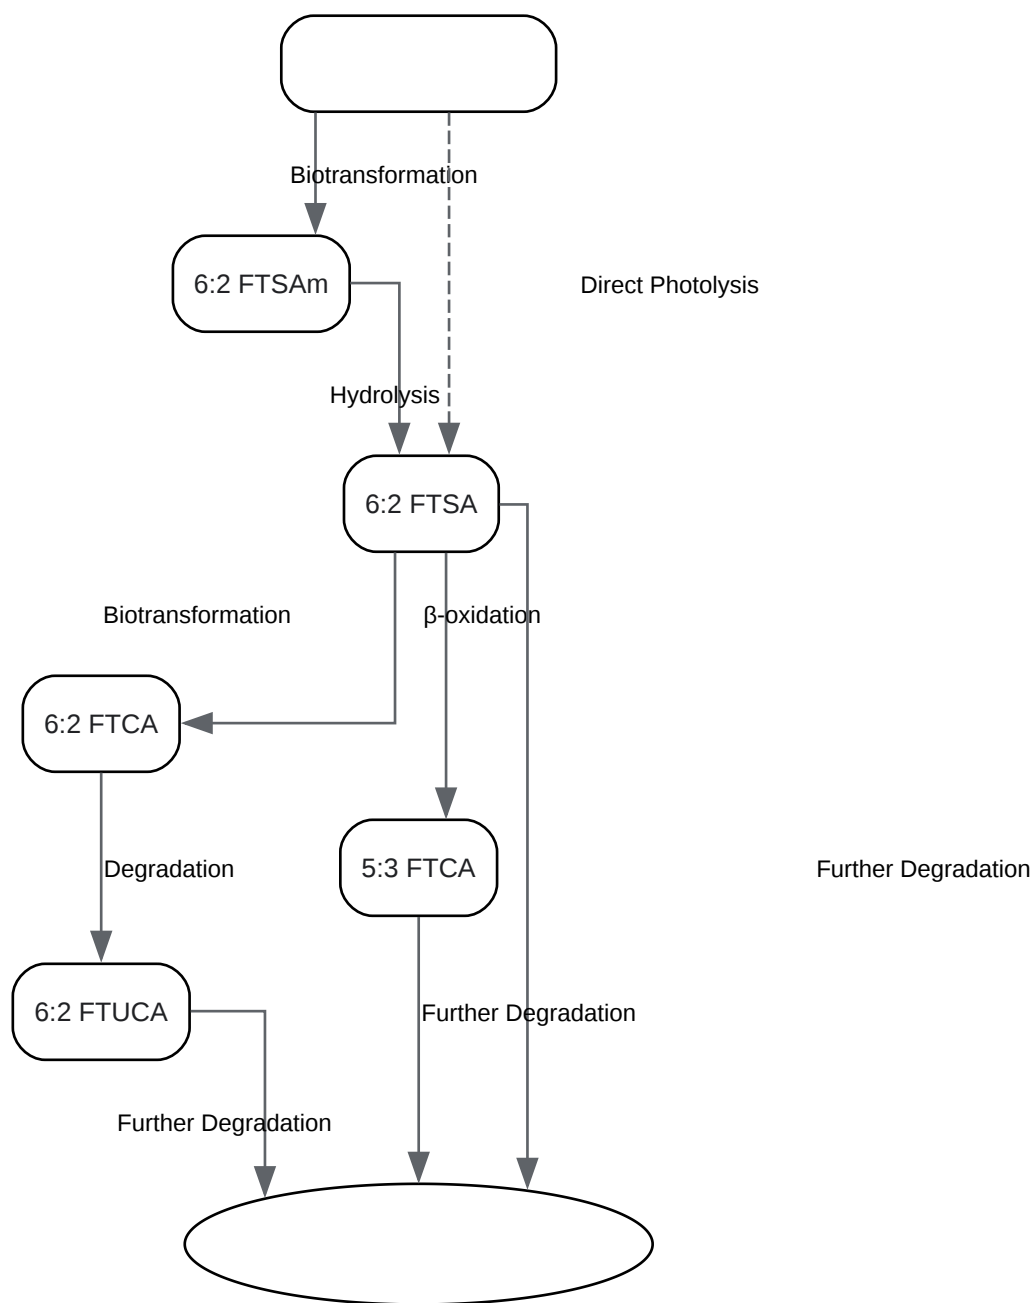 Biotransformation
6:2 FTSAm
Direct Photolysis
Hydrolysis
6:2 FTSA
Biotransformation
β-oxidation
6:2 FTCA
Degradation
5:3 FTCA
Further Degradation
6:2 FTUCA
Further Degradation
Further Degradation